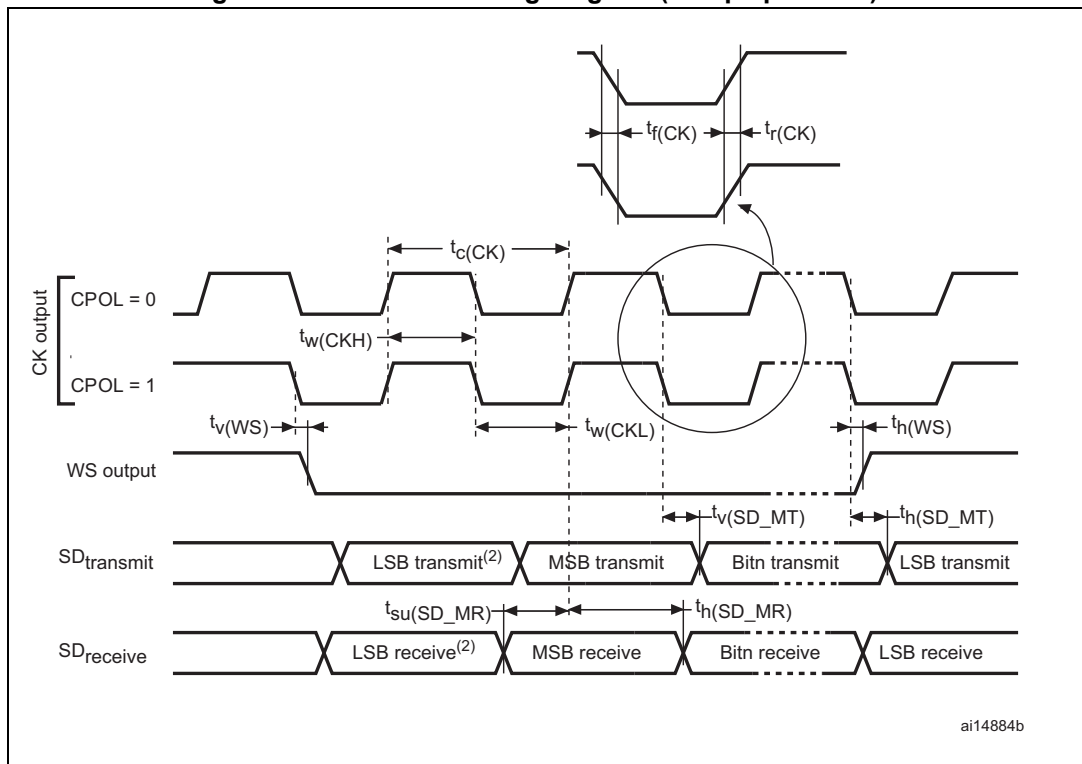 tf(CK)
tr(CK)
tc(CK)
CK output
CPOL = 0
tw(CKH)
CPOL = 1
tv(WS)
tw(CKL)
th(WS)
WS output
tv(SD_MT)
th(SD_MT)
SDtransmit
LSB transmit(2)
MSB transmit
Bitn transmit
LSB transmit
tsu(SD_MR)
th(SD_MR)
SDreceive
LSB receive(2)
MSB receive
Bitn receive
LSB receive
ai14884b